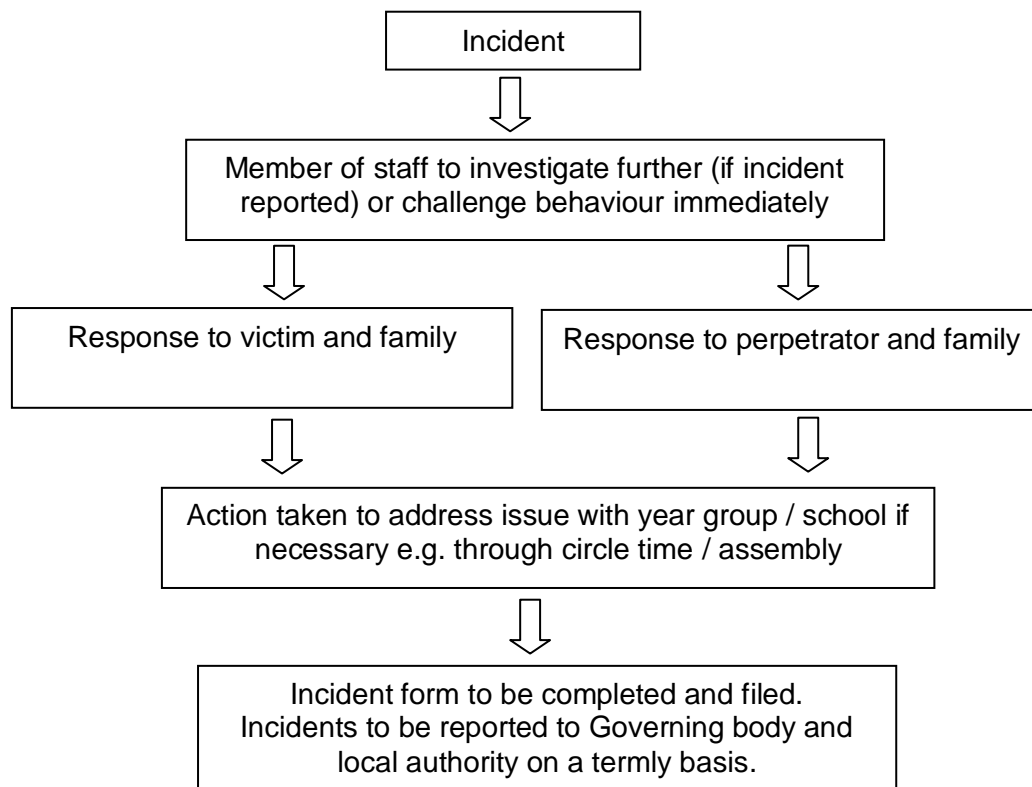 Incident
Member of staff to investigate further (if incident
reported) or challenge behaviour immediately
Response to victim and family
Response to perpetrator and family
Action taken to address issue with year group / school if
necessary e.g. through circle time / assembly
Incident form to be completed and filed.
Incidents to be reported to Governing body and
local authority on a termly basis.